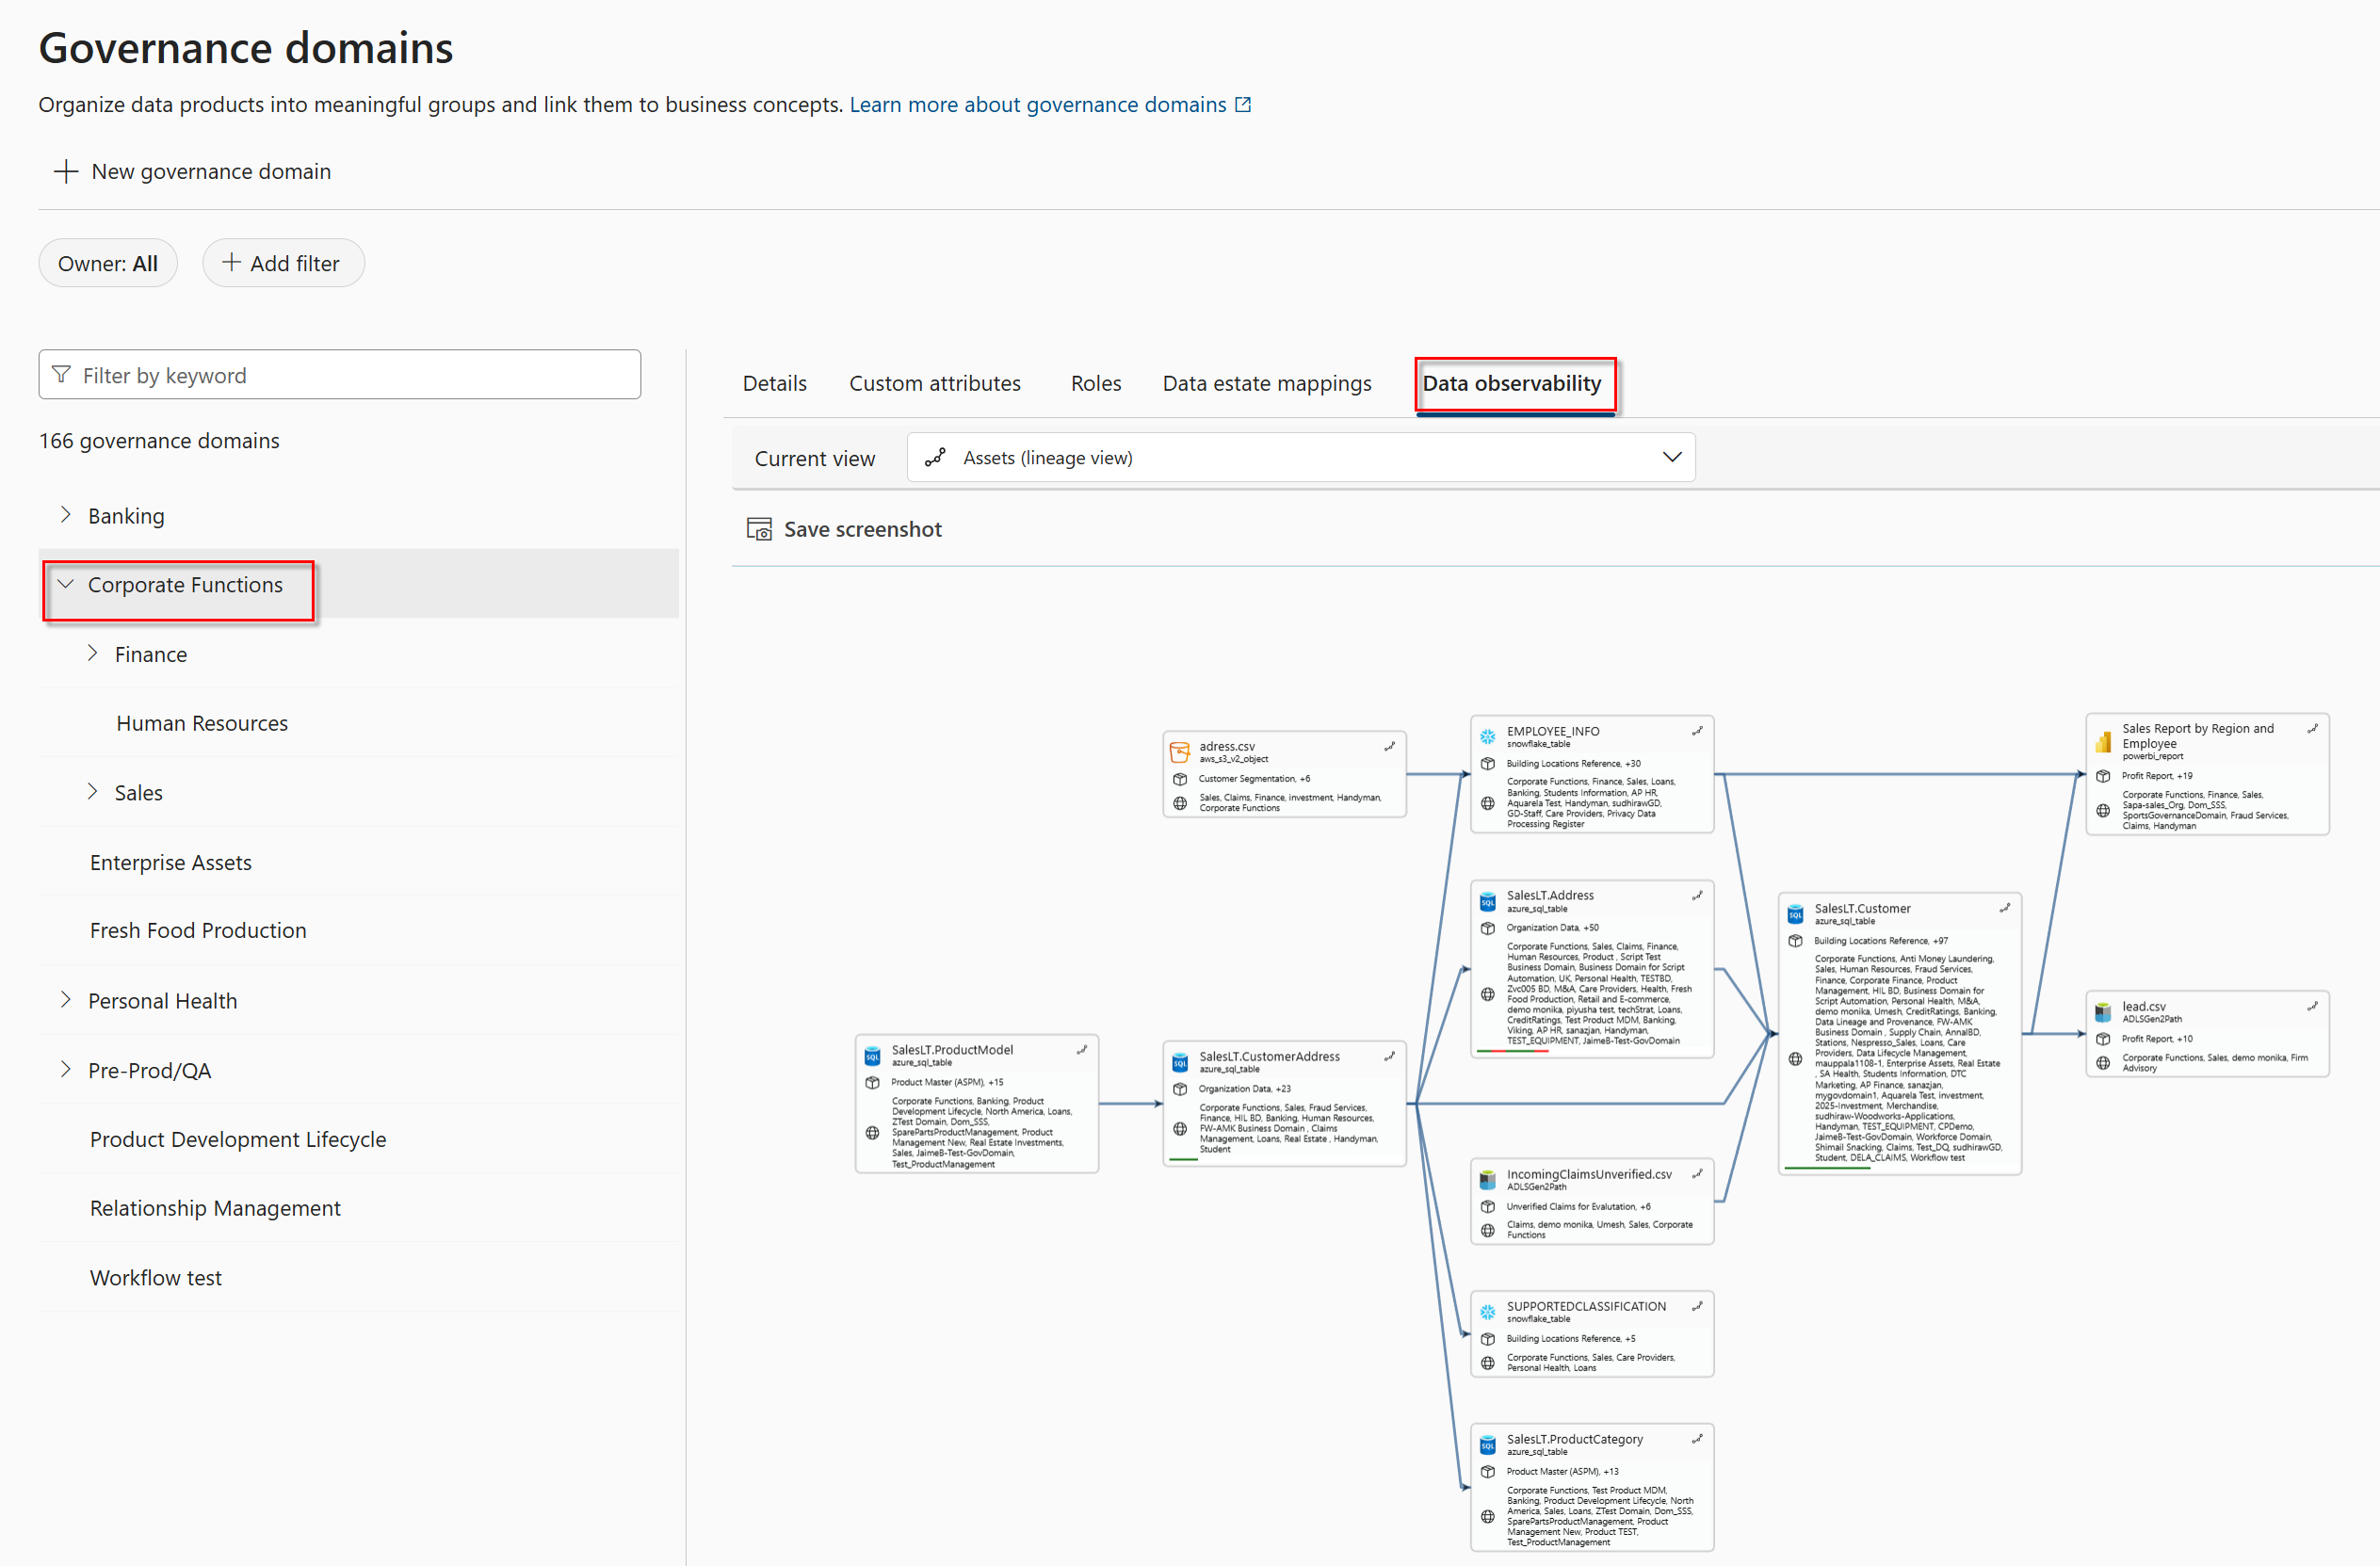 Governance domains
Organize data products into meaningful groups and link them to business concepts. Learn more about governance domains
New governance domain
Owner: All
Add filter
Filter by keyword
166 governance domains
Banking
Corporate Functions
Finance
Human Resources
Sales
Enterprise Assets
Fresh Food Production
Personal Health
Pre-Prod/QA
Product Development Lifecycle
Relationship Management
Workflow test
Details
Custom attributes
Roles
Data estate mappings
Data observability
Current view
Assets (lineage view)
Save screenshot
SalesLT.ProductModel
azure_sql_table
Product Master (ASPM), +15
Corporate Functions, Banking, Product
Development Lifecycle, North America, Loans,
ZTest Domain, Dom_SSS,
SparePartsProductManagement, Product
Management New, Real Estate Investments,
Sales, JaimeB-Test-GovDomain,
Test_ProductManagement
adress.csv
aws_s3_v2_object
Customer Segmentation, +6
Sales, Claims, Finance, investment, Handyman,
Corporate Functions
SalesLT.CustomerAddress
azure_sql_table
Organization Data, +23
Corporate Functions, Sales, Fraud Services,
Finance, HIL BD, Banking, Human Resources,
FW-AMK Business Domain , Claims
Management, Loans, Real Estate , Handyman,
Student
EMPLOYEE_INFO
snowflake_table
Building Locations Reference, +30
Corporate Functions, Finance, Sales, Loans,
Banking, Students Information, AP HR,
Aquarela Test, Handyman, sudhirawGD,
GD-Staff, Care Providers, Privacy Data
Processing Register
SalesLT.Address
azure_sql_table
Organization Data, +50
Corporate Functions, Sales, Claims, Finance,
Human Resources, Product , Script Test
Business Domain, Business Domain for Script
Automation, UK, Personal Health, TESTBD,
Zvc005 BD, M&A, Care Providers, Health, Fresh
Food Production, Retail and E-commerce,
demo monika, piyusha test, techStrat, Loans,
CreditRatings, Test Product MDM, Banking,
Viking, AP HR, sanazjan, Handyman,
TEST_EQUIPMENT, JaimeB-Test-GovDomain
IncomingClaimsUnverified.csv
ADLSGen2Path
Unverified Claims for Evalutation, +6
Claims, demo monika, Umesh, Sales, Corporate
Functions
SUPPORTEDCLASSIFICATION
snowflake_table
Building Locations Reference, +5
Corporate Functions, Sales, Care Providers,
Personal Health, Loans
SalesLT.ProductCategory
azure_sql_table
Product Master (ASPM), +13
Corporate Functions, Test Product MDM,
Banking, Product Development Lifecycle, North
America, Sales, Loans, ZTest Domain, Dom_SSS,
SparePartsProductManagement, Product
Management New, Product TEST,
Test_ProductManagement
SalesLT.Customer
azure_sql_table
Building Locations Reference, +97
Corporate Functions, Anti Money Laundering,
Sales, Human Resources, Fraud Services,
Finance, Corporate Finance, Product
Management, HIL BD, Business Domain for
Script Automation, Personal Health, M&A,
demo monika, Umesh, CreditRatings, Banking,
Data Lineage and Provenance, FW-AMK
Business Domain , Supply Chain, AnnalBD,
Stations, Nespresso_Sales, Loans, Care
Providers, Data Lifecycle Management,
mauppala1108-1, Enterprise Assets, Real Estate
, SA Health, Students Information, DTC
Marketing, AP Finance, sanazjan,
mygovdomain1, Aquarela Test, investment,
2025-Investment, Merchandise,
sudhiraw-Woodworks-Applications,
Handyman, TEST_EQUIPMENT, CPDemo,
JaimeB-Test-GovDomain, Workforce Domain,
Shimail Snacking, Claims, Test_DQ, sudhirawGD,
Student, DELA_CLAIMS, Workflow test
Sales Report by Region and
Employee
powerbi_report
Profit Report, +19
Corporate Functions, Finance, Sales,
Sapa-sales_Org, Dom_SSS,
SportsGovernanceDomain, Fraud Services,
Claims, Handyman
lead.csv
ADLSGen2Path
Profit Report, +10
Corporate Functions, Sales, demo monika, Firm
Advisory